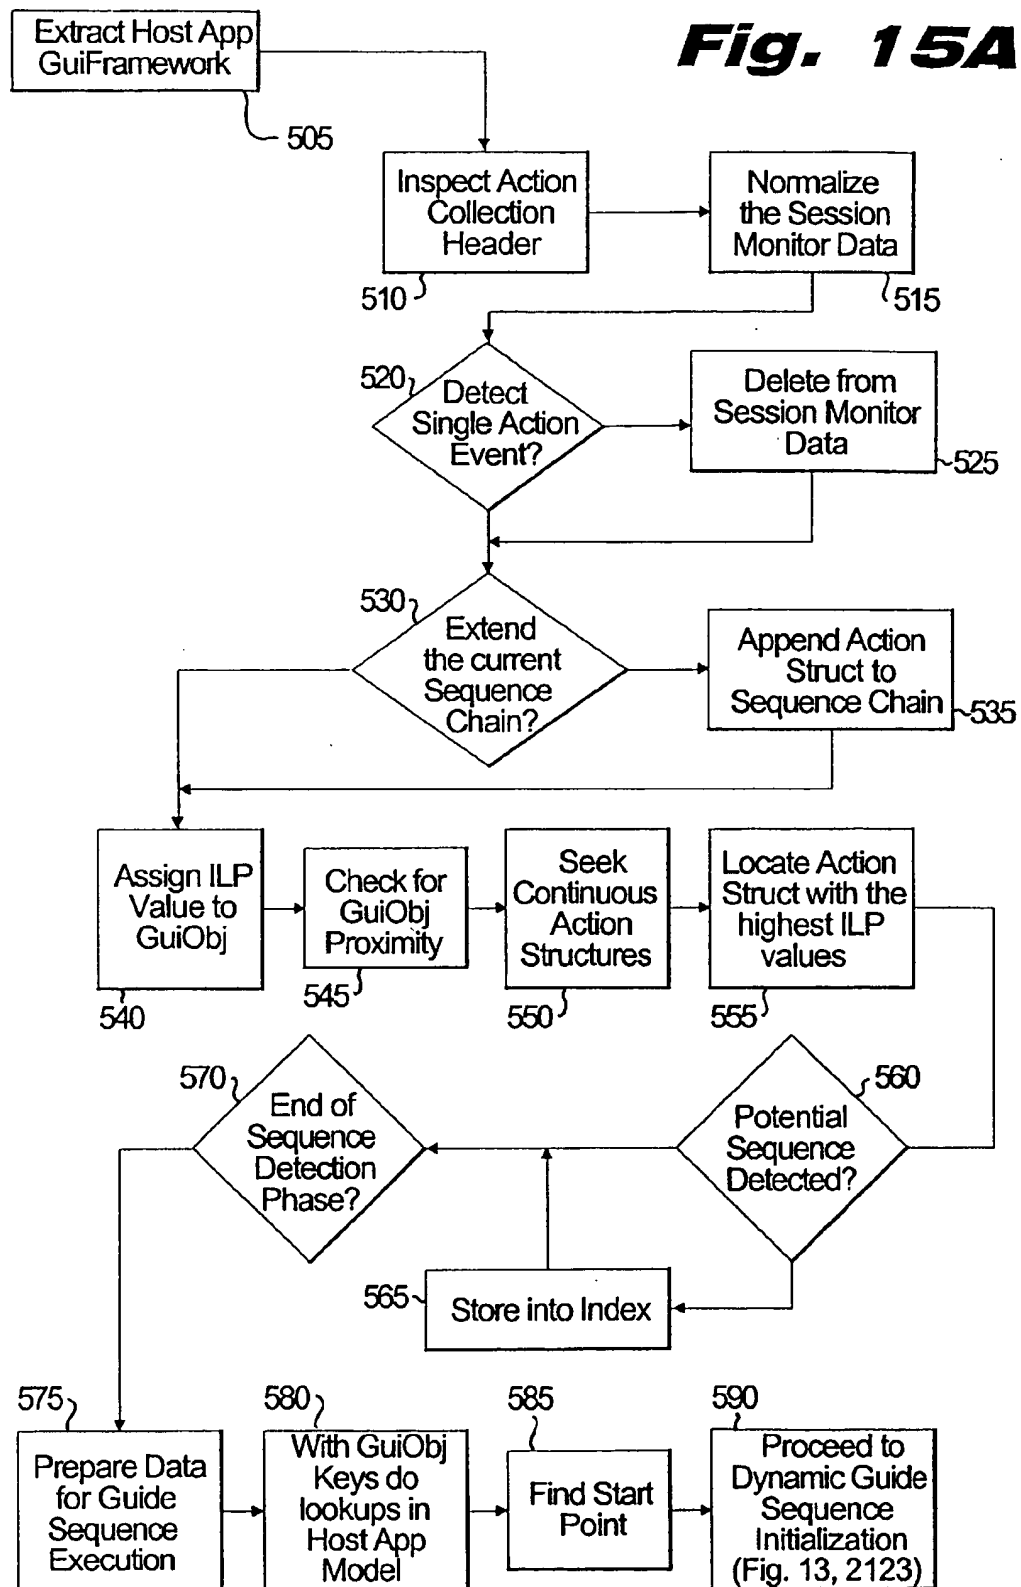 Fig. 15A
Extract Host App
GuiFramework
505
Inspect Action
Collection
Header
510
Normalize
the Session
Monitor Data
515
520
Detect
Single Action
Event?
Delete from
Session Monitor
Data
525
530
Extend
the current
Sequence
Chain?
Append Action
Struct to
Sequence Chain
535
Assign ILP
Value to
GuiObj
540
Check for
GuiObj
Proximity
545
Seek
Continuous
Action
Structures
550
Locate Action
Struct with the
highest ILP
values
555
560
Potential
Sequence
Detected?
565
Store into Index
570
End of
Sequence
Detection
Phase?
575
Prepare Data
for Guide
Sequence
Execution
580
With GuiObj
Keys do
lookups in
Host App
Model
585
Find Start
Point
590
Proceed to
Dynamic Guide
Sequence
Initialization
(Fig. 13, 2123)